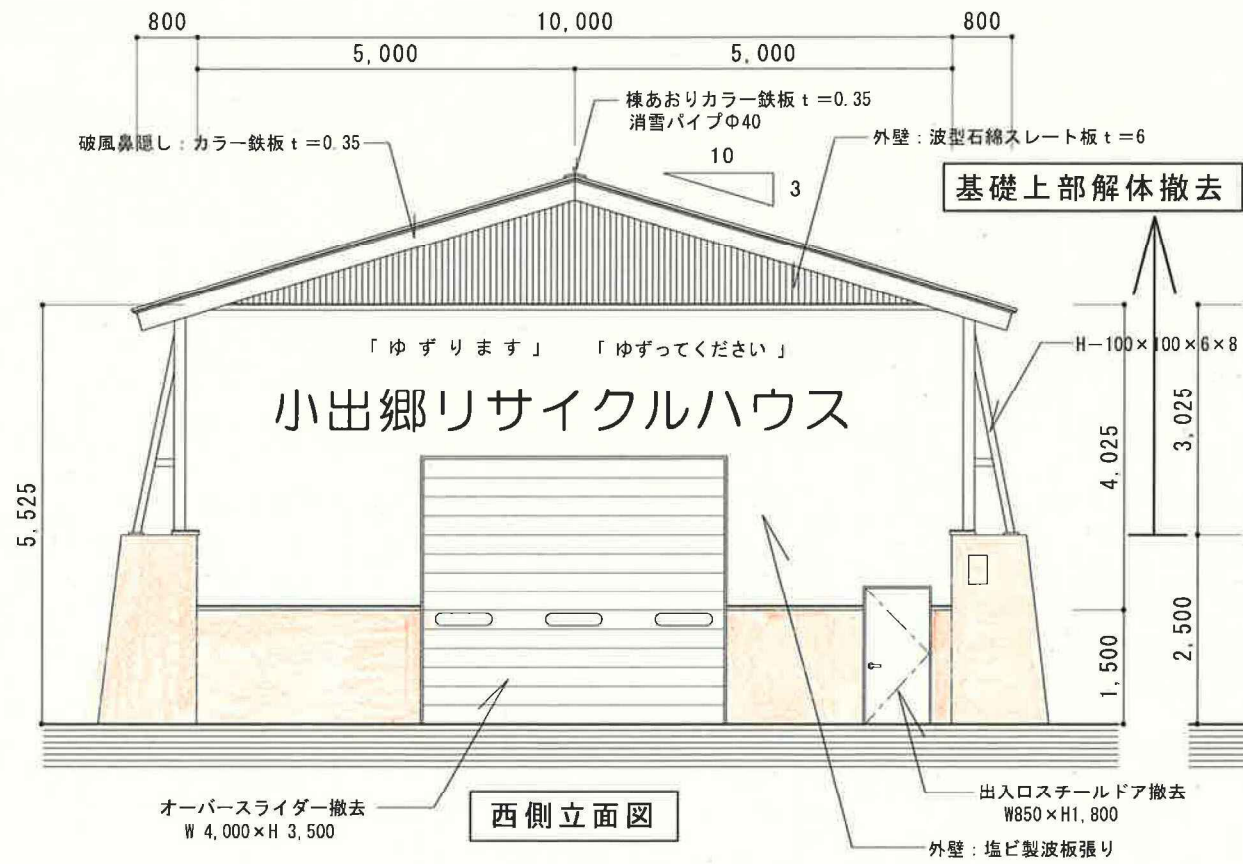 800
10,000
800
5,000
5,000
棟あおりカラー鉄板 t=0.35
消雪パイプΦ40
破風鼻隠し：カラー鉄板 t=0.35
外壁：波型石綿スレート板 t=6
10
3
基礎上部解体撤去
「ゆずります」 「ゆずってください」
H-100×100×6×8
小出郷リサイクルハウス
5,525
4,025
3,025
1,500
2,500
オーバースライダー撤去
W 4,000×H 3,500
西側立面図
出入口スチールドア撤去
W850×H1,800
外壁：塩ビ製波板張り